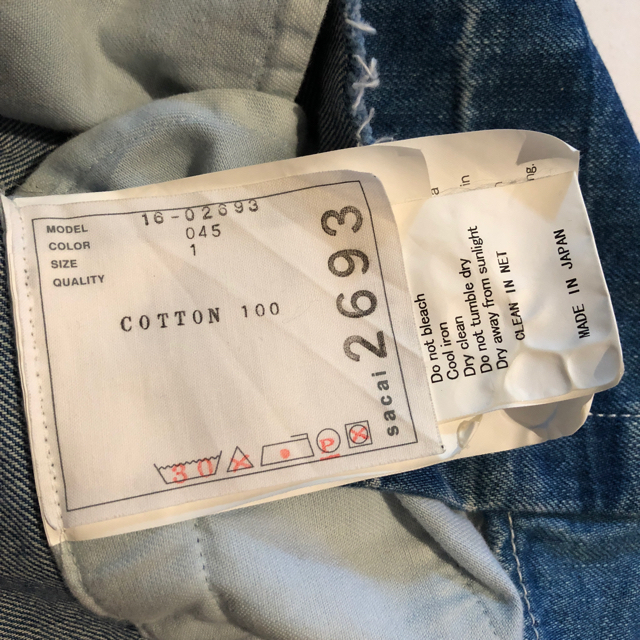 MODEL 16-02693
COLOR 045
SIZE 1
QUALITY
COTTON 100
30
P
sacai 2693
Do not bleach
Cool iron
Dry clean
Do not tumble dry
Dry away from sunlight
CLEAN IN NET
MADE IN JAPAN